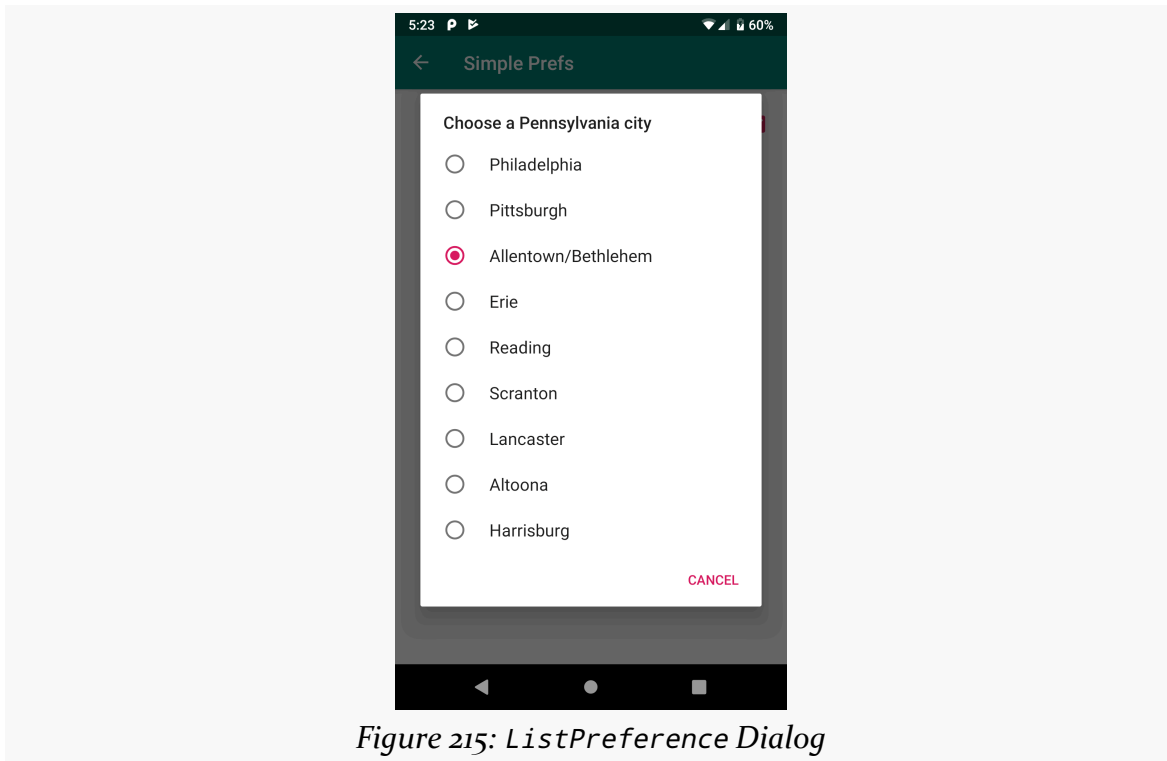 5:23 60%
Simple Prefs
Choose a Pennsylvania city
Philadelphia
Pittsburgh
Allentown/Bethlehem
Erie
Reading
Scranton
Lancaster
Altoona
Harrisburg
CANCEL
Figure 215: ListPreference Dialog